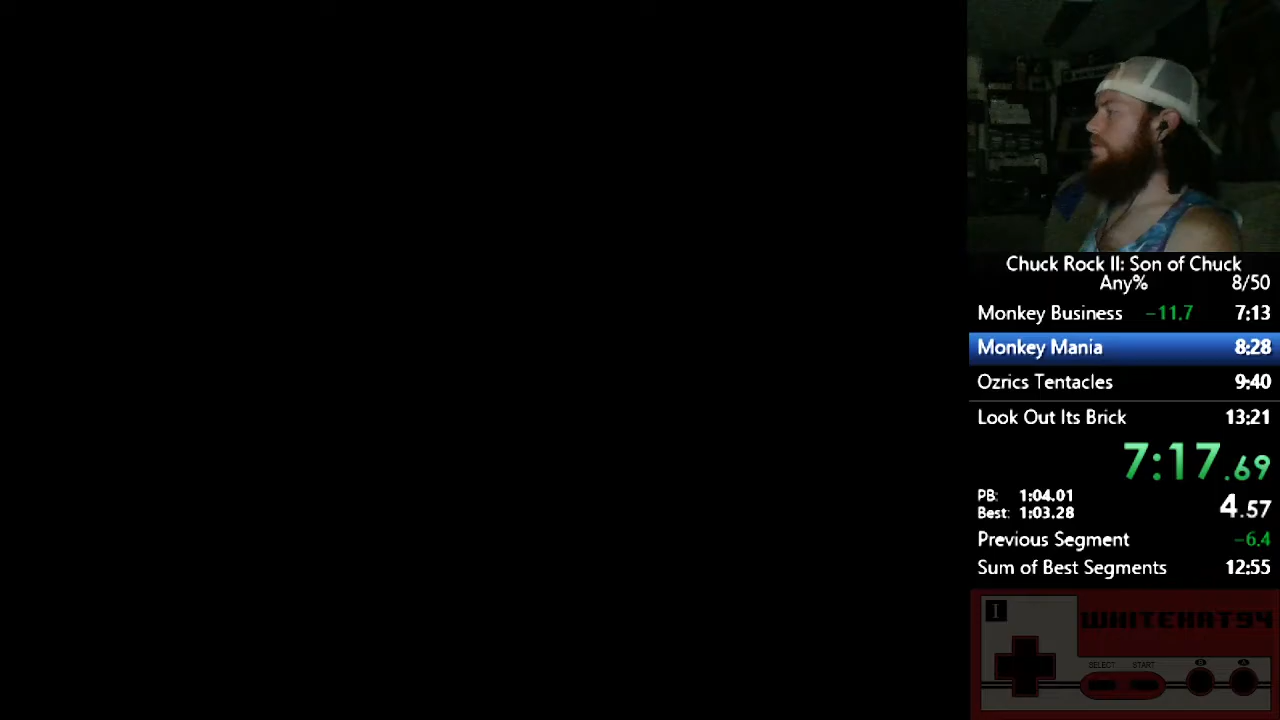 Chuck Rock II: Son of Chuck
Any% 8/50
Monkey Business -11.7 7:13
Monkey Mania 8:28
Ozrics Tentacles 9:40
Look Out Its Brick 13:21
7:17.69
PB: 1:04.01
Best: 1:03.28
4.57
Previous Segment -6.4
Sum of Best Segments 12:55
I
WHITEHAT94
SELECT START
B A